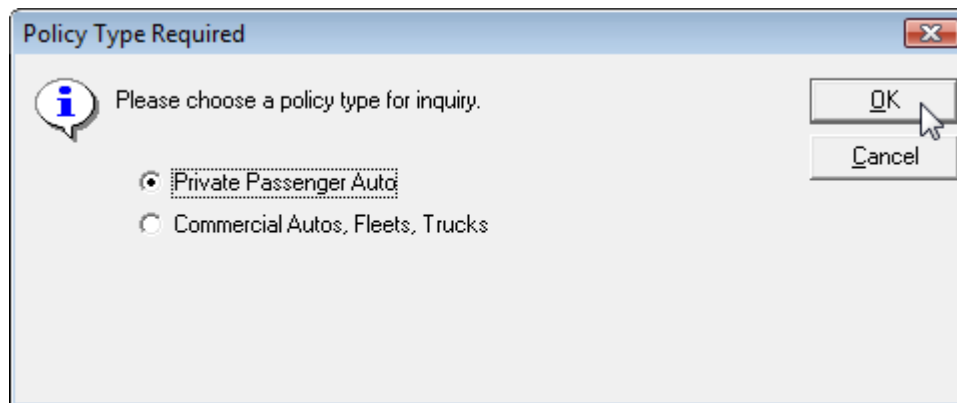 Policy Type Required
Please choose a policy type for inquiry.
OK
Cancel
Private Passenger Auto
Commercial Autos, Fleets, Trucks